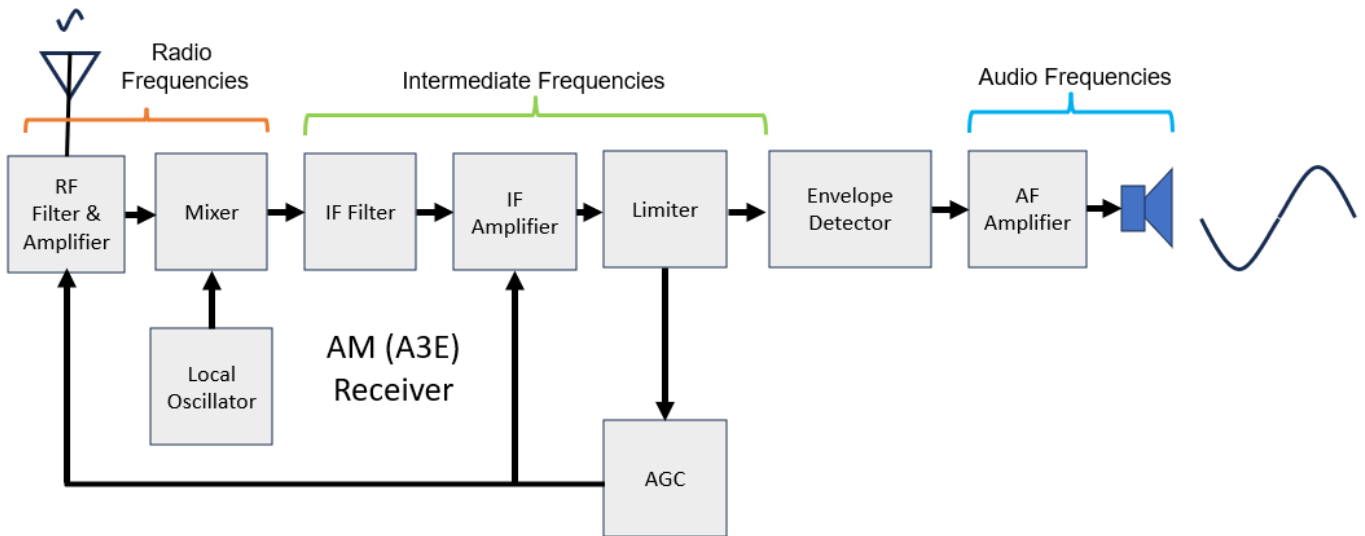 Radio
Frequencies
Intermediate Frequencies
Audio Frequencies
RF
Filter &
Amplifier
Mixer
IF Filter
IF
Amplifier
Limiter
Envelope
Detector
AF
Amplifier
Local
Oscillator
AM (A3E)
Receiver
AGC